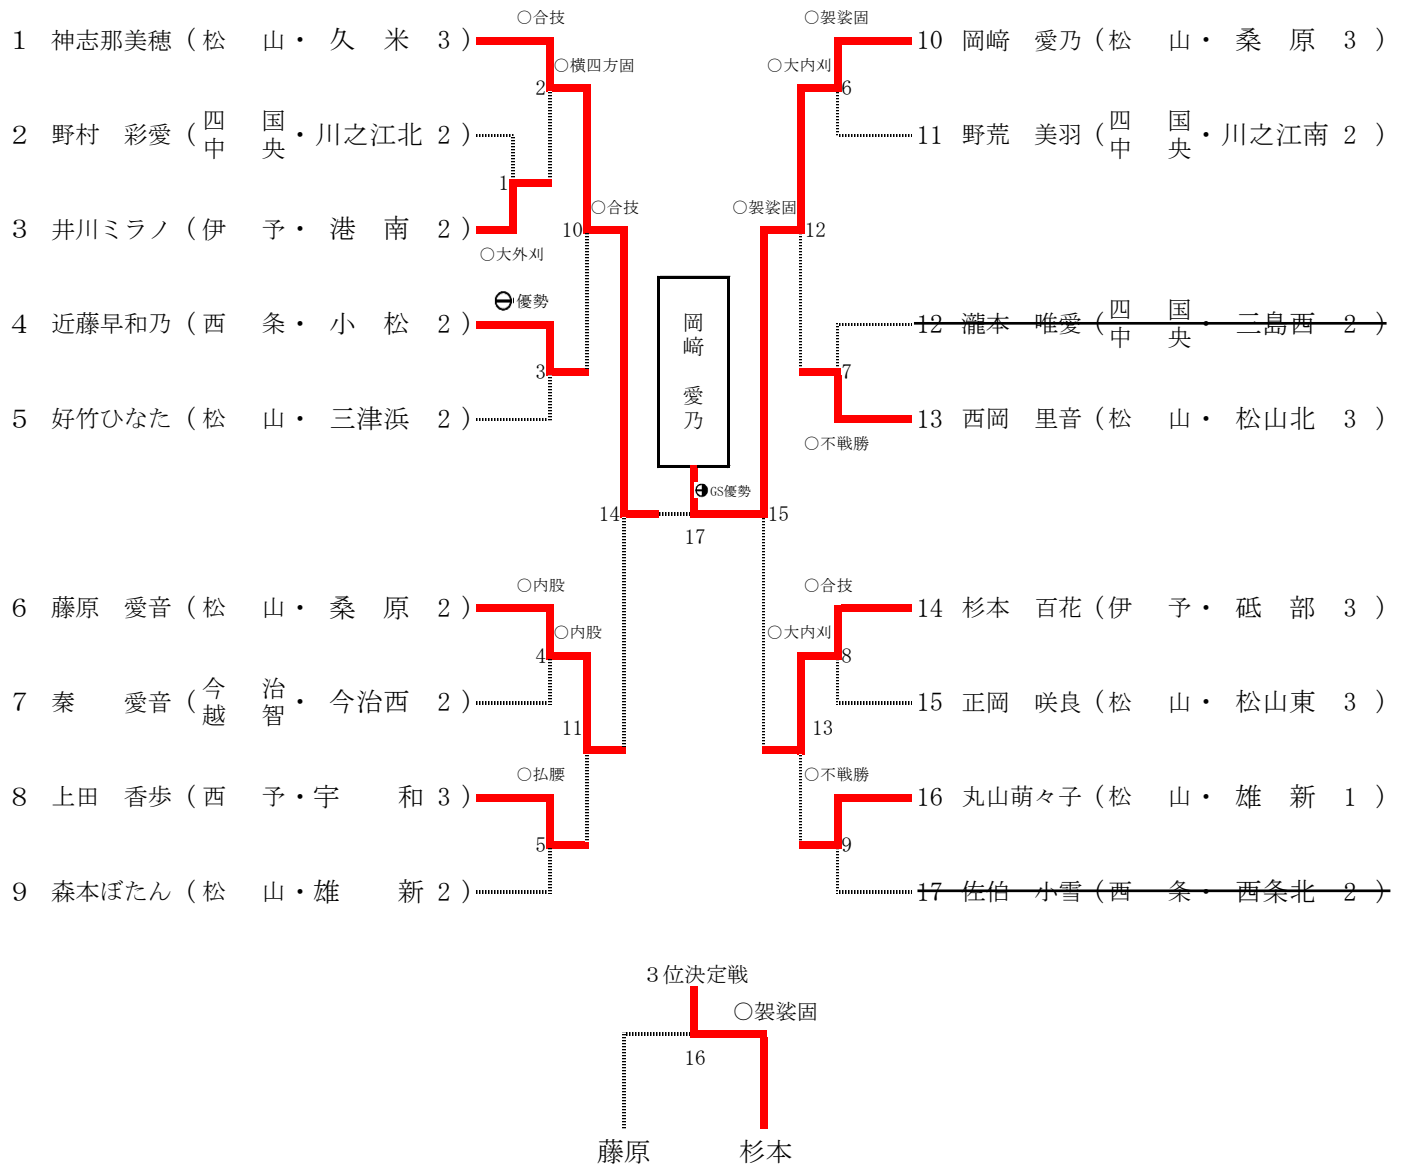 ○合技
1 神志那美穂（松　山・久　米 3）
○横四方固
2
2 野村　彩愛（四国中央・川之江北 2）
1
3 井川ミラノ（伊　予・港　南 2）
○大外刈
○合技
10
優勢
4 近藤早和乃（西　条・小　松 2）
3
5 好竹ひなた（松　山・三津浜 2）
14
○内股
6 藤原　愛音（松　山・桑　原 2）
○内股
4
7 秦　　愛音（今治越智・今治西 2）
11
○払腰
8 上田　香歩（西　予・宇　和 3）
5
9 森本ぼたん（松　山・雄　新 2）
岡﨑　愛乃
GS優勢
17
○袈裟固
10 岡﨑　愛乃（松　山・桑　原 3）
○大内刈
6
11 野荒　美羽（四国中央・川之江南 2）
○袈裟固
12
12 瀧本　唯愛（四国中央・三島西 2）
7
13 西岡　里音（松　山・松山北 3）
○不戦勝
15
○合技
14 杉本　百花（伊　予・砥　部 3）
○大内刈
8
15 正岡　咲良（松　山・松山東 3）
13
○不戦勝
16 丸山萌々子（松　山・雄　新 1）
9
17 佐伯　小雪（西　条・西条北 2）
３位決定戦
○袈裟固
16
藤原　杉本